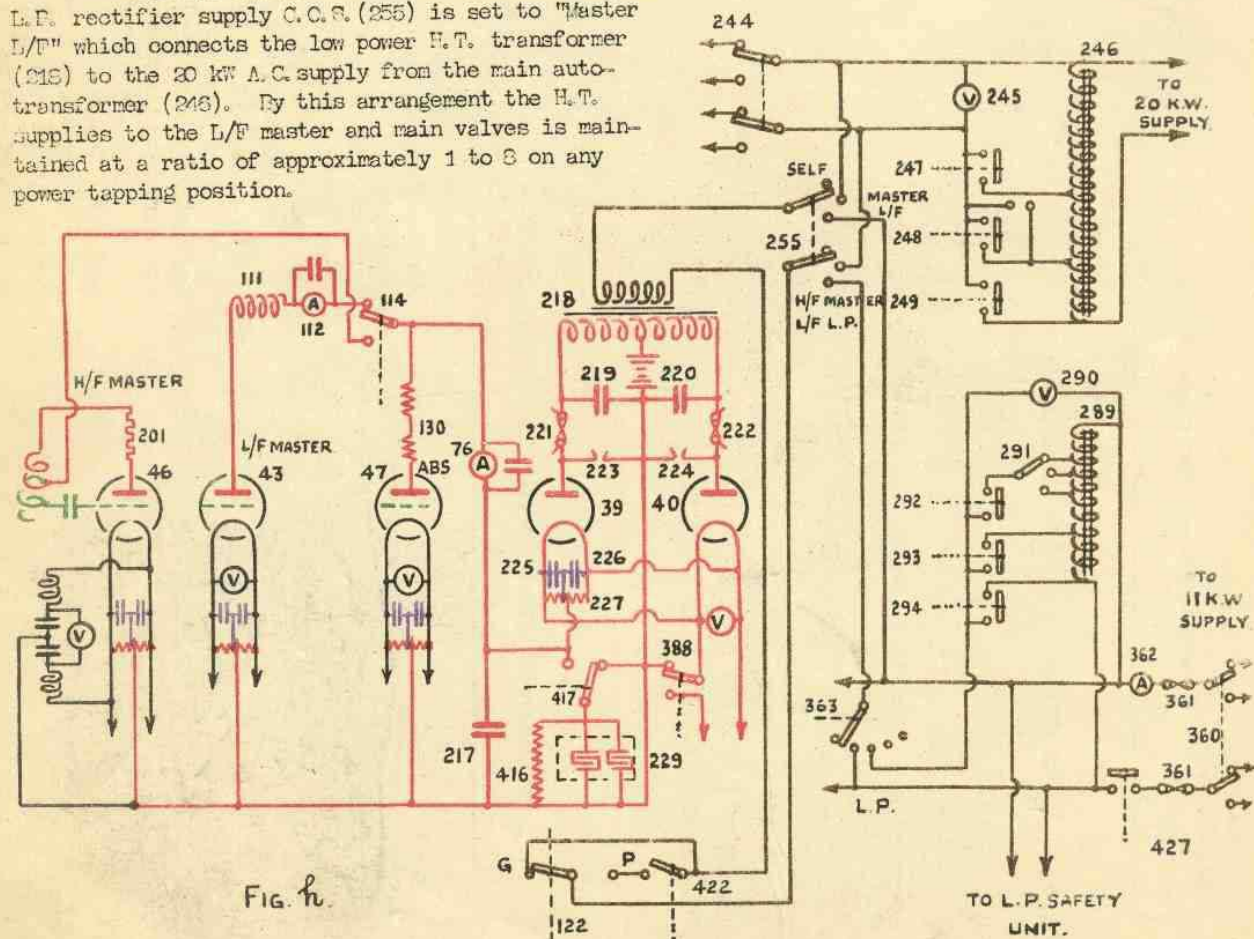 L.P. rectifier supply C.O.S. (255) is set to "Master
L/F" which connects the low power H.T. transformer
(218) to the 20 kW A.C. supply from the main auto-
transformer (246). By this arrangement the H.T.
supplies to the L/F master and main valves is main-
tained at a ratio of approximately 1 to 8 on any
power tapping position.
244
246
245
TO
20 K.W.
SUPPLY
247
SELF
MASTER
L/F
255
248
249
H/F MASTER
L/F L.P.
111
A
112
114
218
H/F MASTER
201
L/F MASTER
130
219
220
221
222
76
A
223
224
46
43
47
ABS
39
40
V
290
289
291
292
293
294
225
226
227
V
V
V
V
388
417
TO
11 K.W
SUPPLY
362
A
361
363
360
217
416
229
361
L.P.
427
G
P
422
122
FIG. h.
TO L.P. SAFETY
UNIT.